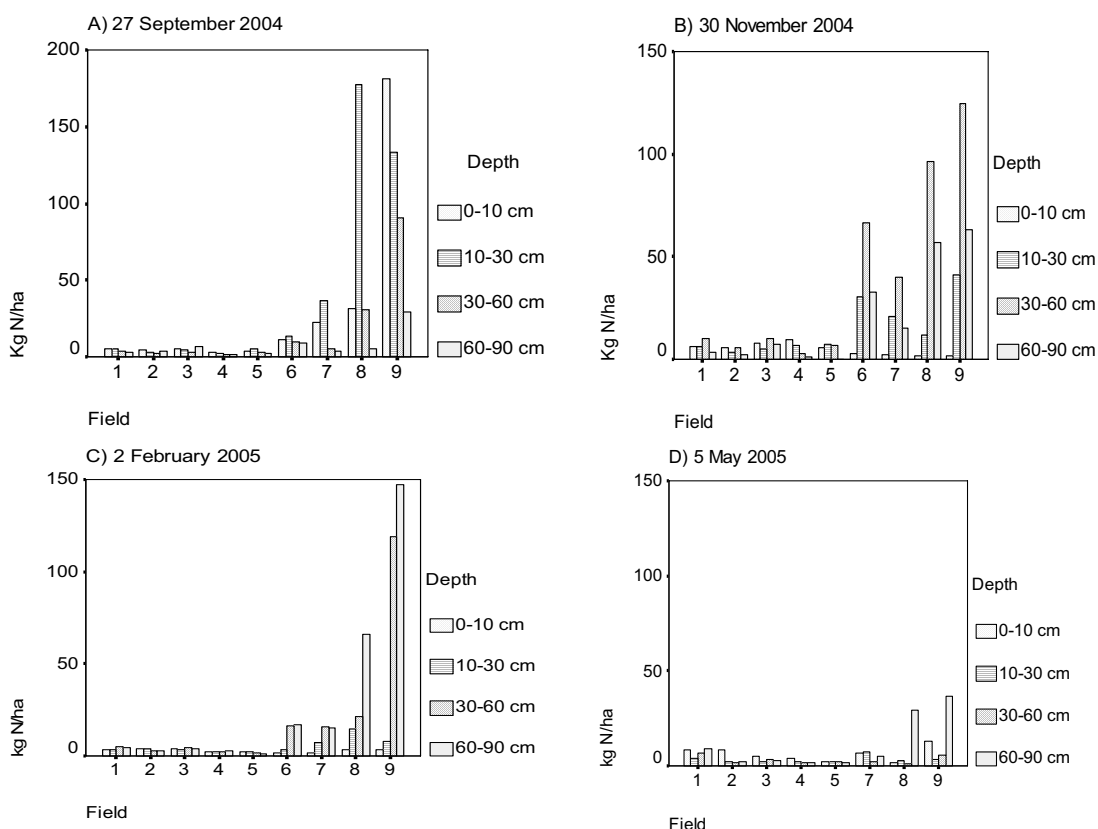 A) 27 September 2004
200
150
100
50
0
Kg N/ha
1 2 3 4 5 6 7 8 9
Field
Depth
0-10 cm
10-30 cm
30-60 cm
60-90 cm
B) 30 November 2004
150
100
50
0
Kg N/ha
1 2 3 4 5 6 7 8 9
Field
Depth
0-10 cm
10-30 cm
30-60 cm
60-90 cm
C) 2 February 2005
150
100
50
0
kg N/ha
1 2 3 4 5 6 7 8 9
Field
Depth
0-10 cm
10-30 cm
30-60 cm
60-90 cm
D) 5 May 2005
150
100
50
0
kg N/ha
1 2 3 4 5 7 8 9
Field
Depth
0-10 cm
10-30 cm
30-60 cm
60-90 cm